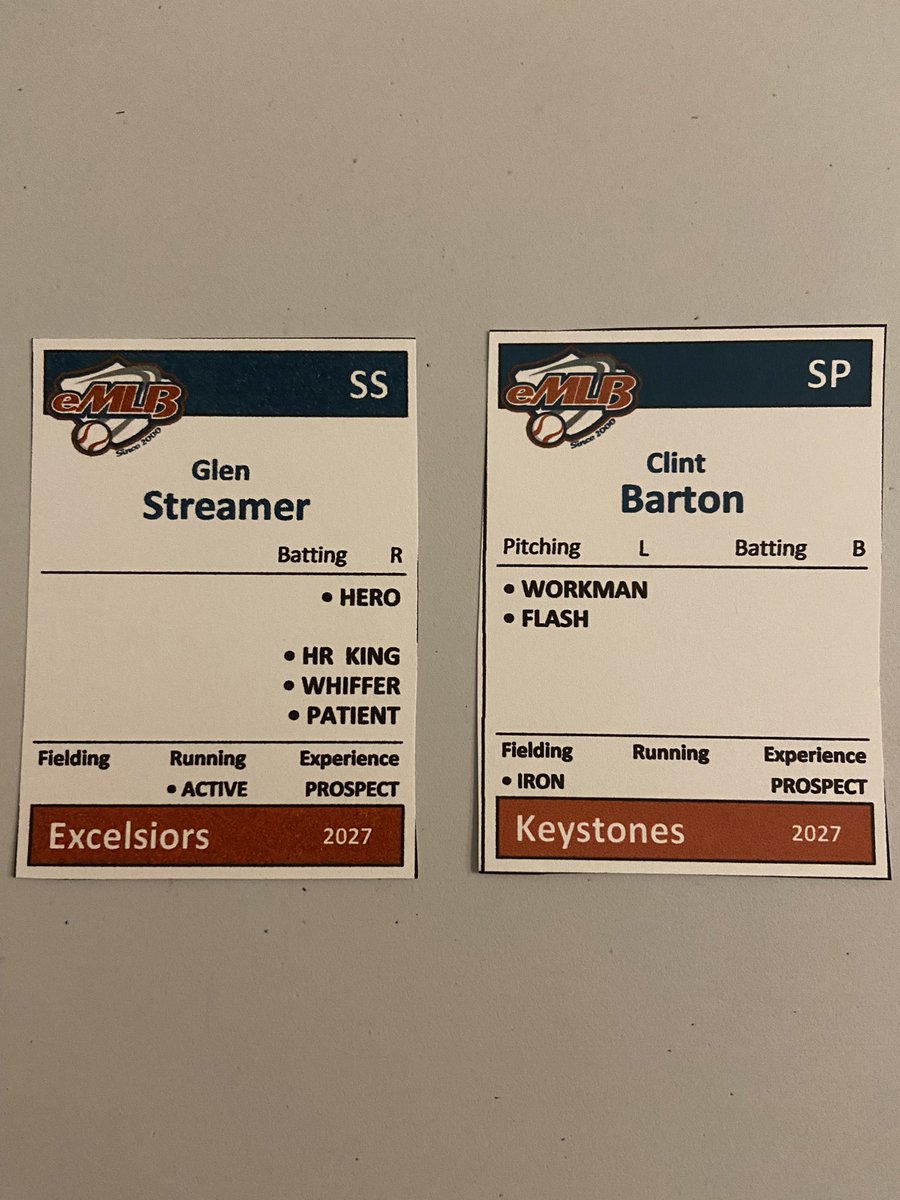 eMLB
Since 2000
SS
Glen
Streamer
Batting R
• HERO
• HR KING
• WHIFFER
• PATIENT
Fielding Running Experience
• ACTIVE PROSPECT
Excelsiors 2027
eMLB
Since 2000
SP
Clint
Barton
Pitching L Batting B
• WORKMAN
• FLASH
Fielding Running Experience
• IRON PROSPECT
Keystones 2027